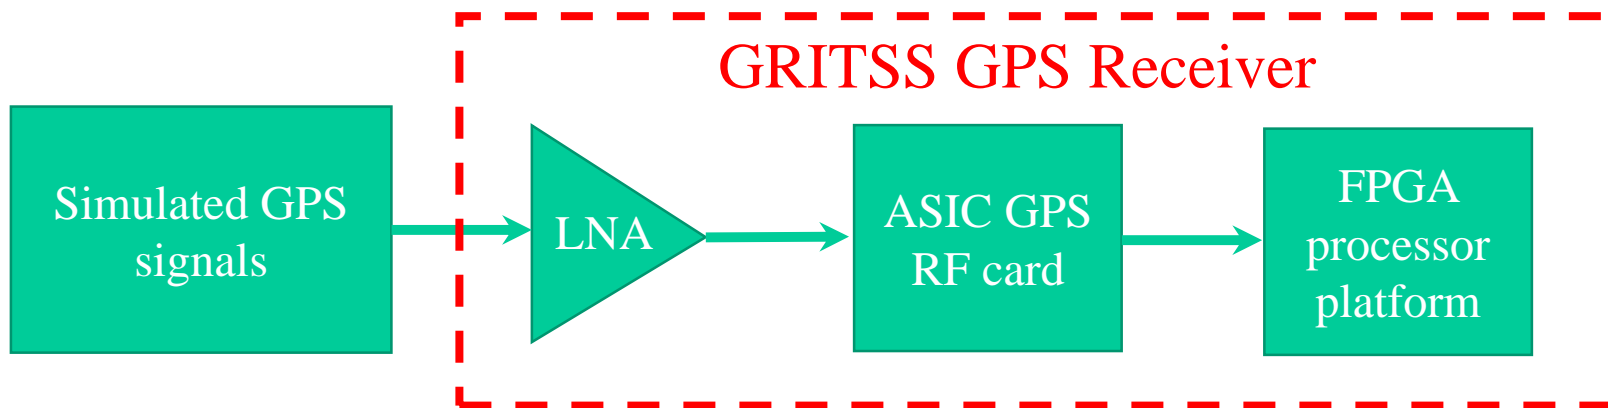 GRITSS GPS Receiver
Simulated GPS
signals
LNA
ASIC GPS
RF card
FPGA
processor
platform